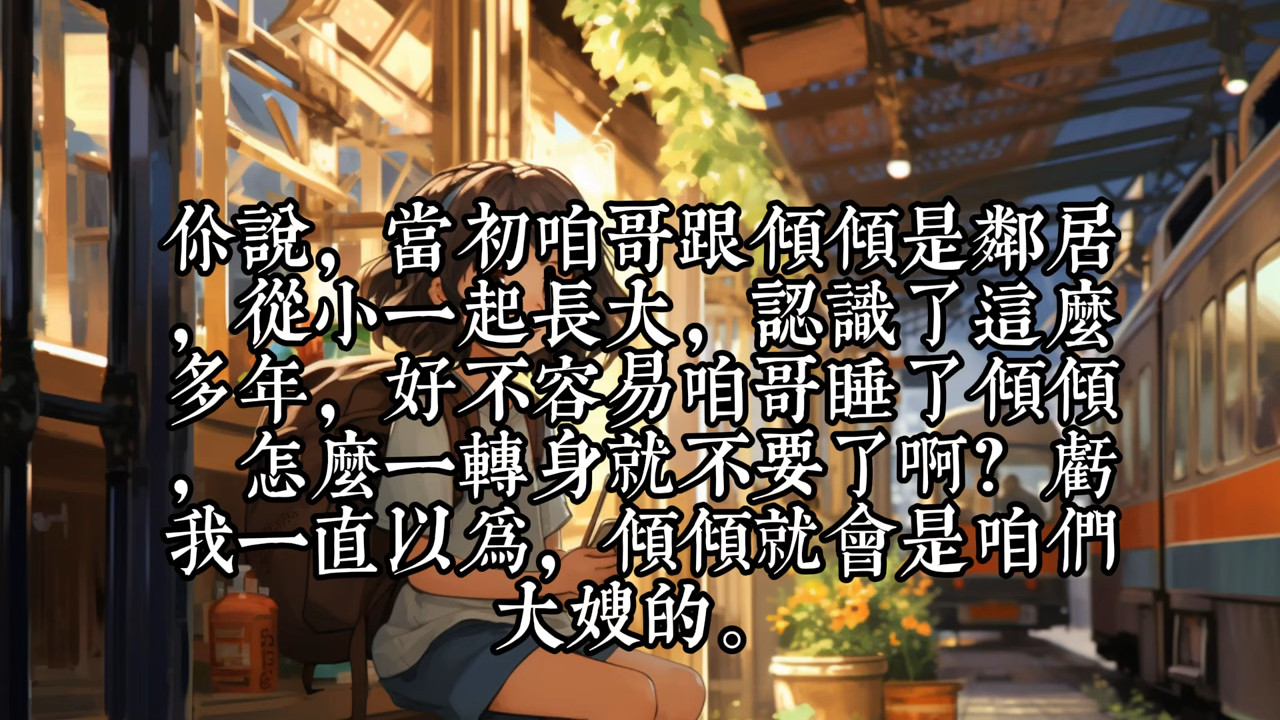 你說，當初咱哥跟傾傾是鄰居
，從小一起長大，認識了這麼
多年，好不容易咱哥睡了傾傾
，怎麼一轉身就不要了啊？虧
我一直以為，傾傾就會是咱們
大嫂的。